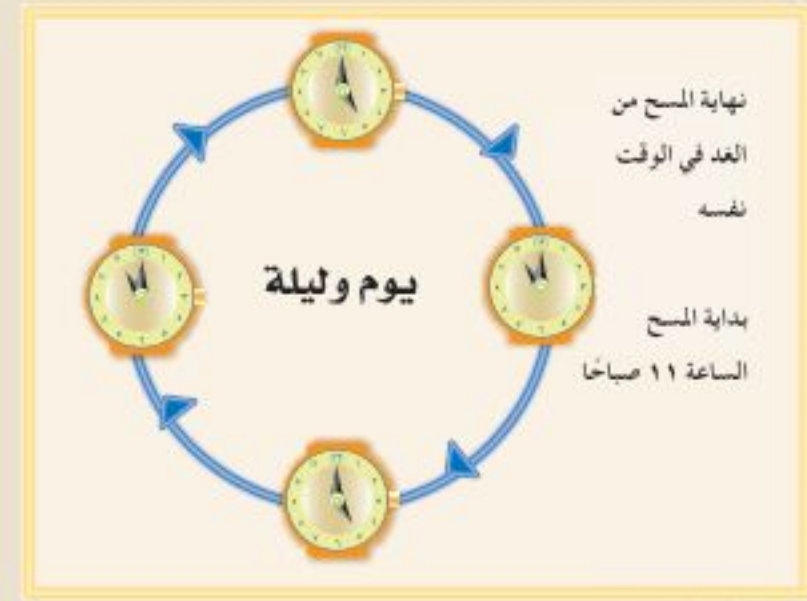 نهاية المسح من
الغد في الوقت
نفسه
يوم وليلة
بداية المسح
الساعة ١١ صباحًا